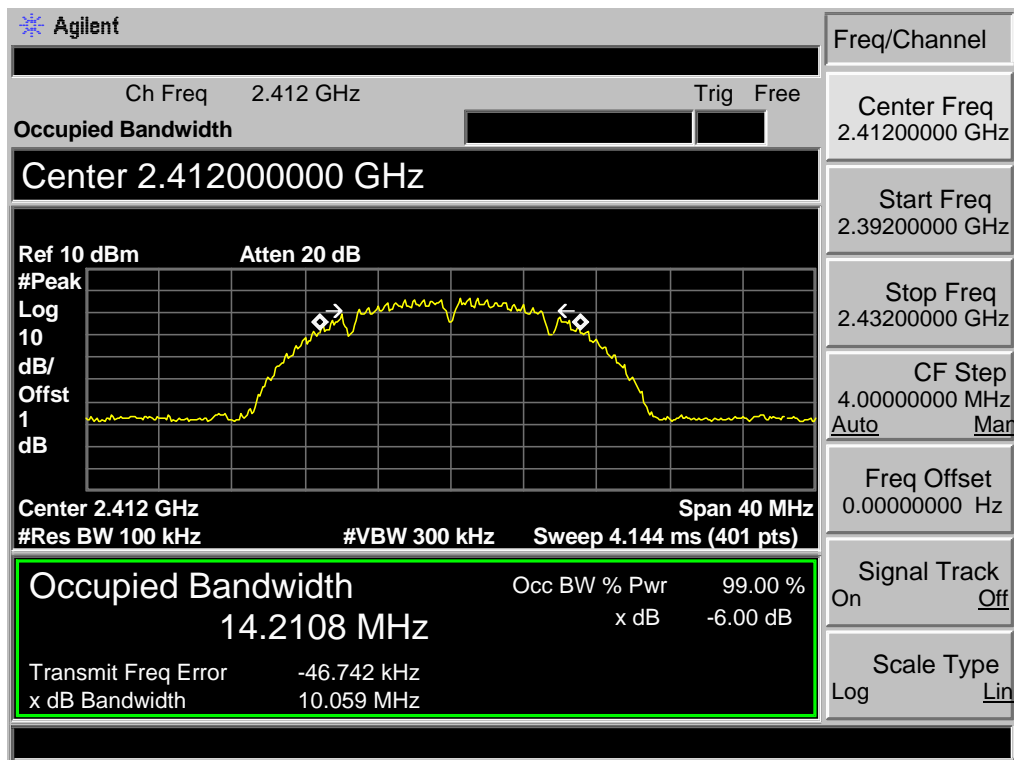 Agilent
Freq/Channel
Ch Freq 2.412 GHz Trig Free
Occupied Bandwidth
Center 2.412000000 GHz
Ref 10 dBm Atten 20 dB
#Peak
Log
10
dB/
Offst
1
dB
Center 2.412 GHz Span 40 MHz
#Res BW 100 kHz #VBW 300 kHz Sweep 4.144 ms (401 pts)
Occupied Bandwidth
14.2108 MHz
Occ BW % Pwr 99.00 %
x dB -6.00 dB
Transmit Freq Error -46.742 kHz
x dB Bandwidth 10.059 MHz
Center Freq
2.41200000 GHz
Start Freq
2.39200000 GHz
Stop Freq
2.43200000 GHz
CF Step
4.00000000 MHz
Auto Man
Freq Offset
0.00000000 Hz
Signal Track
On Off
Scale Type
Log Lin